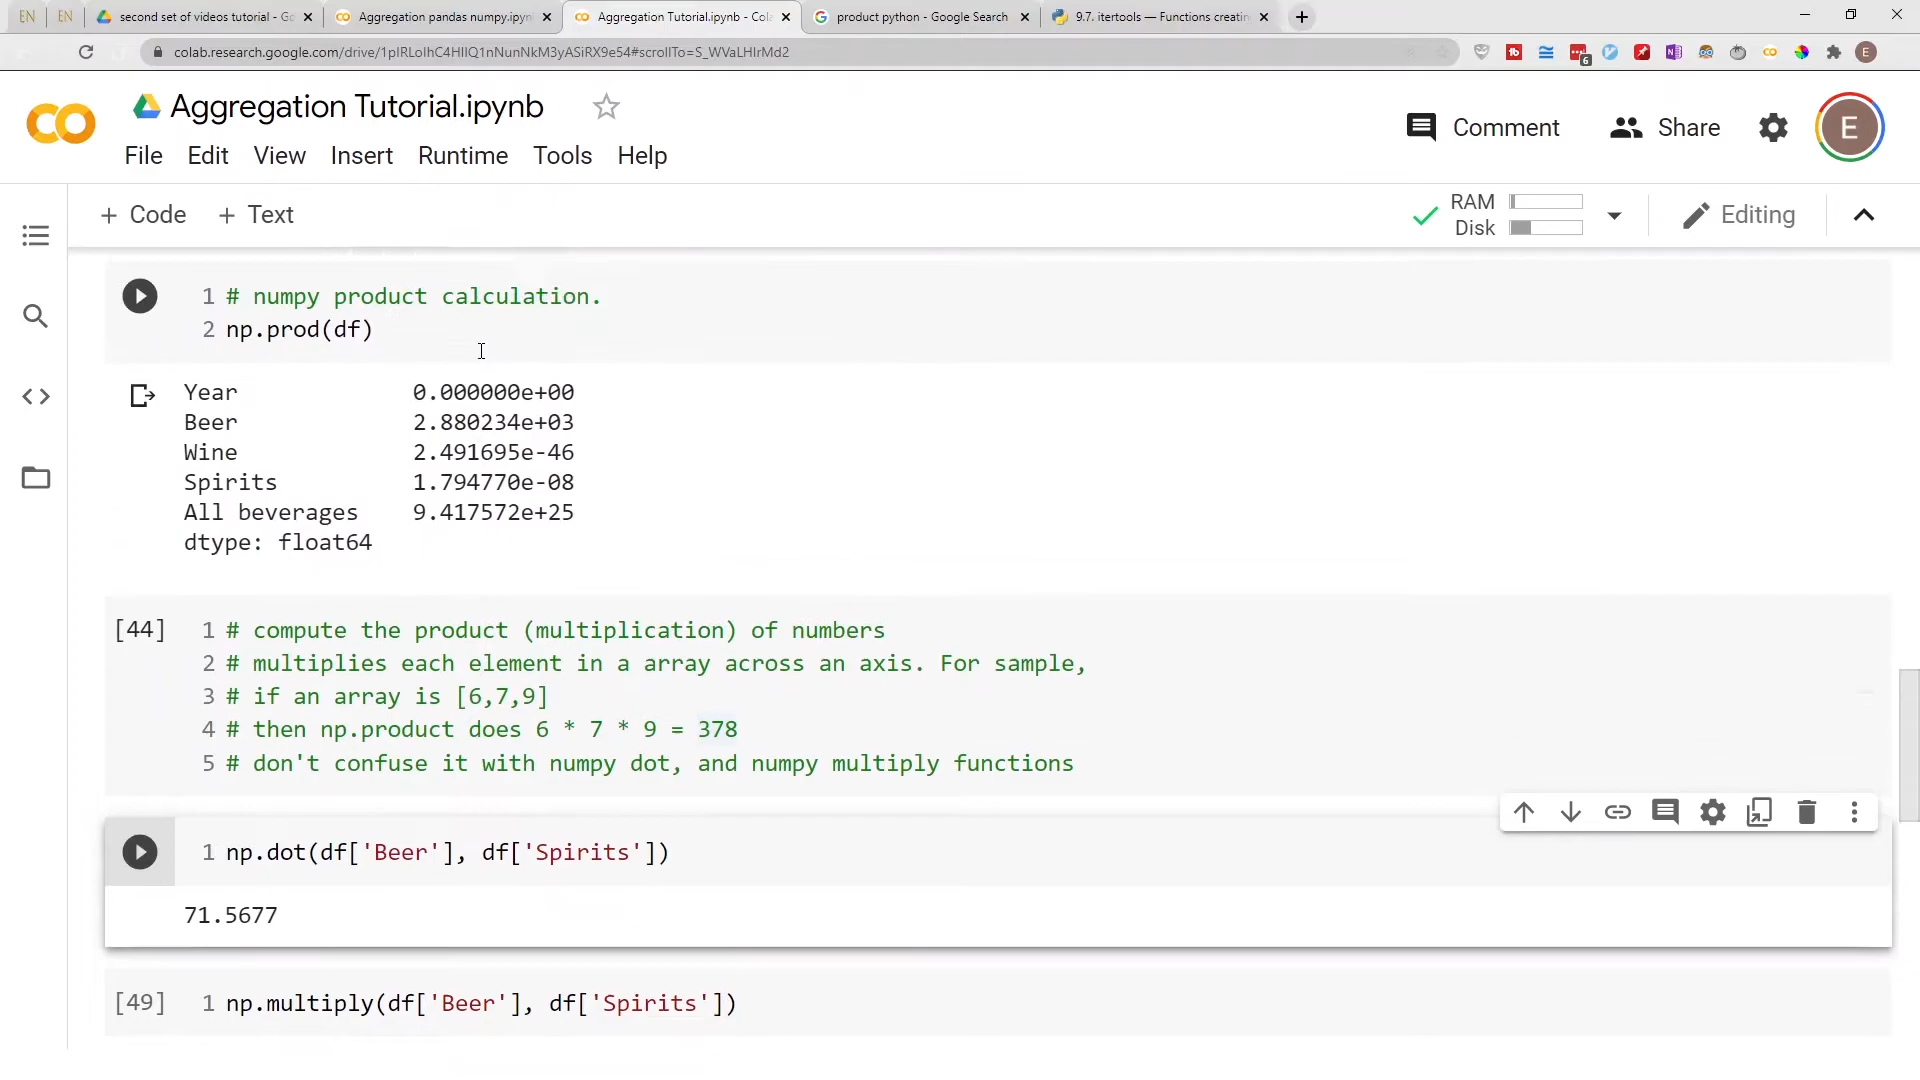 EN
EN
second set of videos tutorial - Go
Aggregation pandas numpy.ipyn
Aggregation Tutorial.ipynb - Cola
product python - Google Search
9.7. itertools — Functions creatin
colab.research.google.com/drive/1pIRLoIhC4HIIQ1nNunNkM3yASiRX9e54#scrollTo=S_WVaLHIrMd2
6
E
Aggregation Tutorial.ipynb
Comment
Share
E
File Edit View Insert Runtime Tools Help
+ Code + Text
RAM
Disk
Editing
1 # numpy product calculation.
2 np.prod(df)
Year 0.000000e+00
Beer 2.880234e+03
Wine 2.491695e-46
Spirits 1.794770e-08
All beverages 9.417572e+25
dtype: float64
[44] 1 # compute the product (multiplication) of numbers
2 # multiplies each element in a array across an axis. For sample,
3 # if an array is [6,7,9]
4 # then np.product does 6 * 7 * 9 = 378
5 # don't confuse it with numpy dot, and numpy multiply functions
1 np.dot(df['Beer'], df['Spirits'])
71.5677
[49] 1 np.multiply(df['Beer'], df['Spirits'])